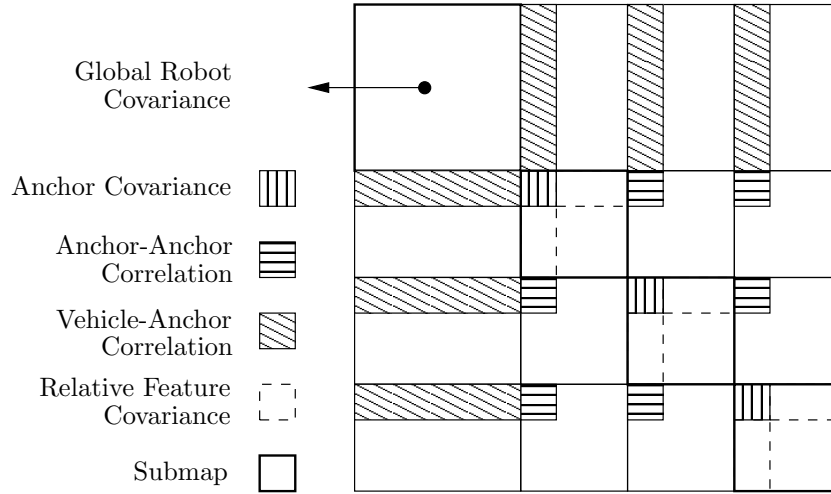 Global Robot
Covariance
Anchor Covariance
Anchor-Anchor
Correlation
Vehicle-Anchor
Correlation
Relative Feature
Covariance
Submap